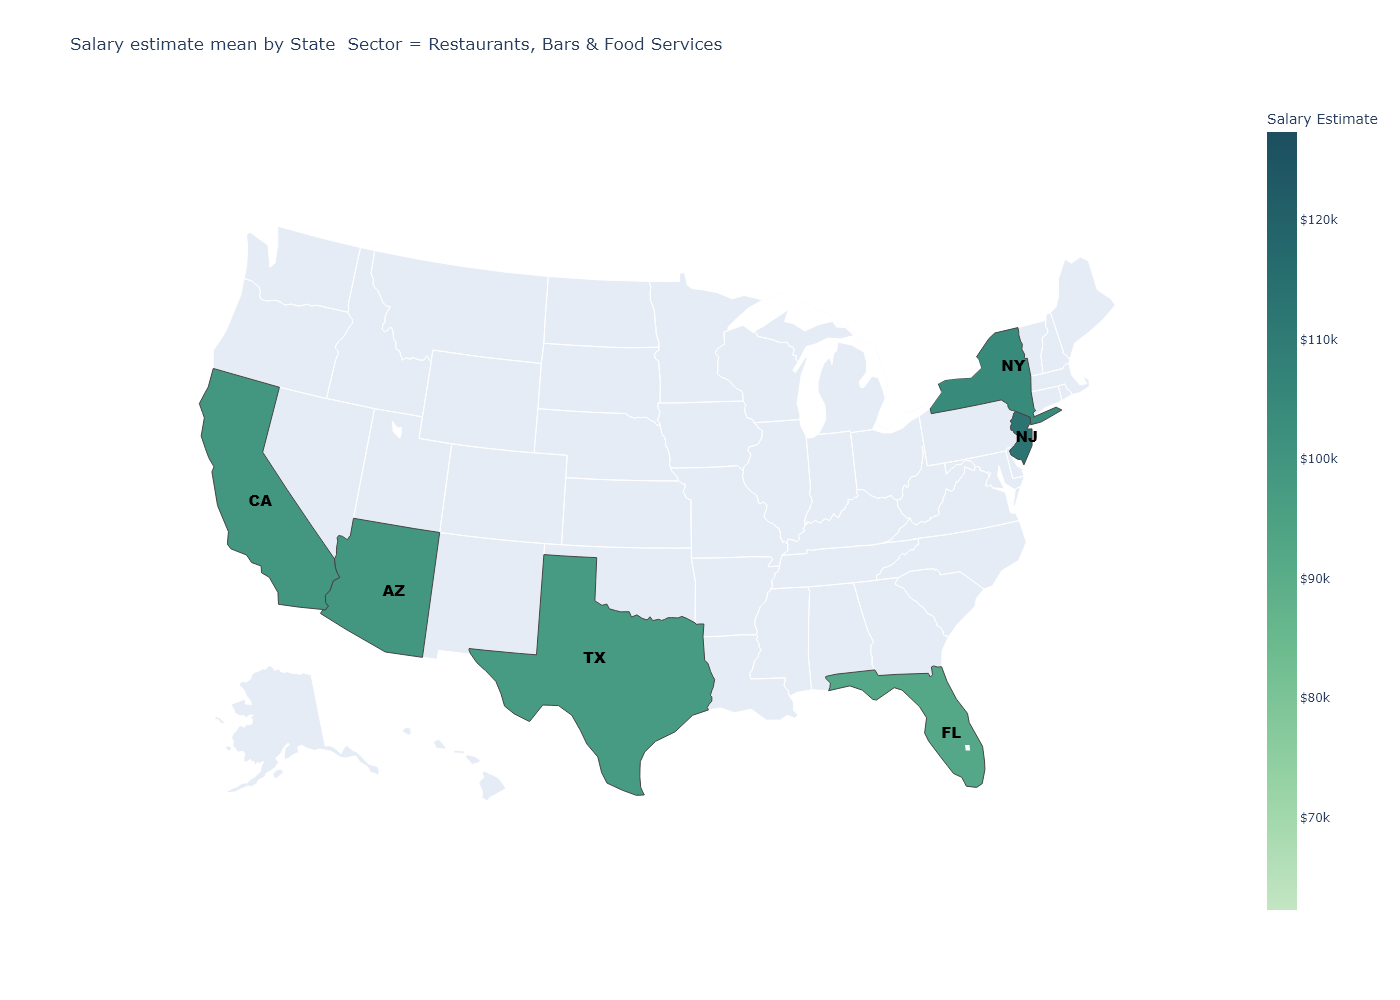 Salary estimate mean by State  Sector = Restaurants, Bars & Food Services
Salary Estimate
$120k
$110k
$100k
$90k
$80k
$70k
NY
NJ
CA
AZ
TX
FL